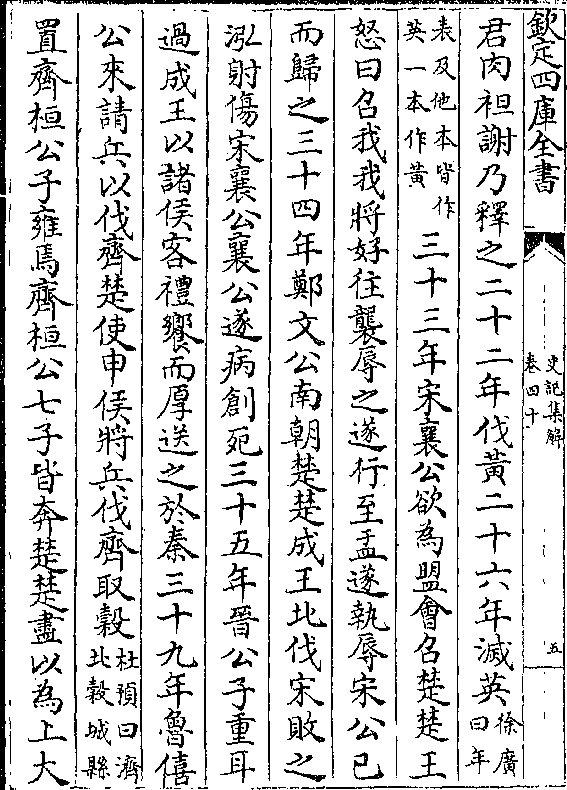 欽定四庫全書
史記集解
卷四十
五
君肉袒謝乃釋之二十二年伐黃二十六年滅英徐廣曰年
表及他本皆作英一本作黃三十三年宋襄公欲為盟會召楚楚王
怒曰召我我將好往襲辱之遂行至盂遂執辱宋公已
而歸之三十四年鄭文公南朝楚楚成王北伐宋敗之
泓射傷宋襄公襄公遂病創死三十五年晉公子重耳
過成王以諸侯客禮饗而厚送之於秦三十九年魯僖
公來請兵以伐齊楚使申侯將兵伐齊取穀杜預曰濟北穀城縣
置齊桓公子雍焉齊桓公七子皆奔楚楚盡以為上大